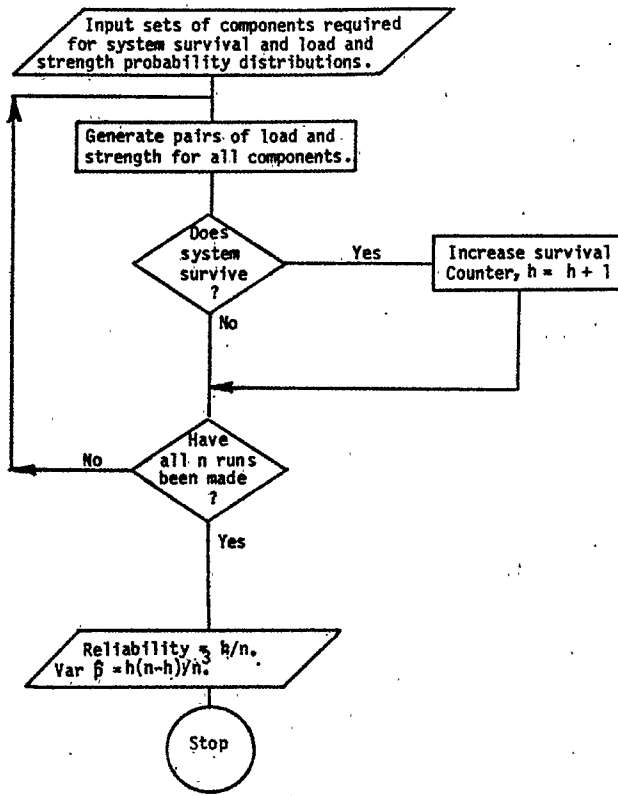 Input sets of components required
for system survival and load and
strength probability distributions.
Generate pairs of load and
strength for all components.
Does
system
survive
?
Yes
Increase survival
Counter, h = h + 1
No
Have
all n runs
been made
?
No
Yes
Reliability = h/n.
Var p̂ = h(n-h)/n³.
Stop